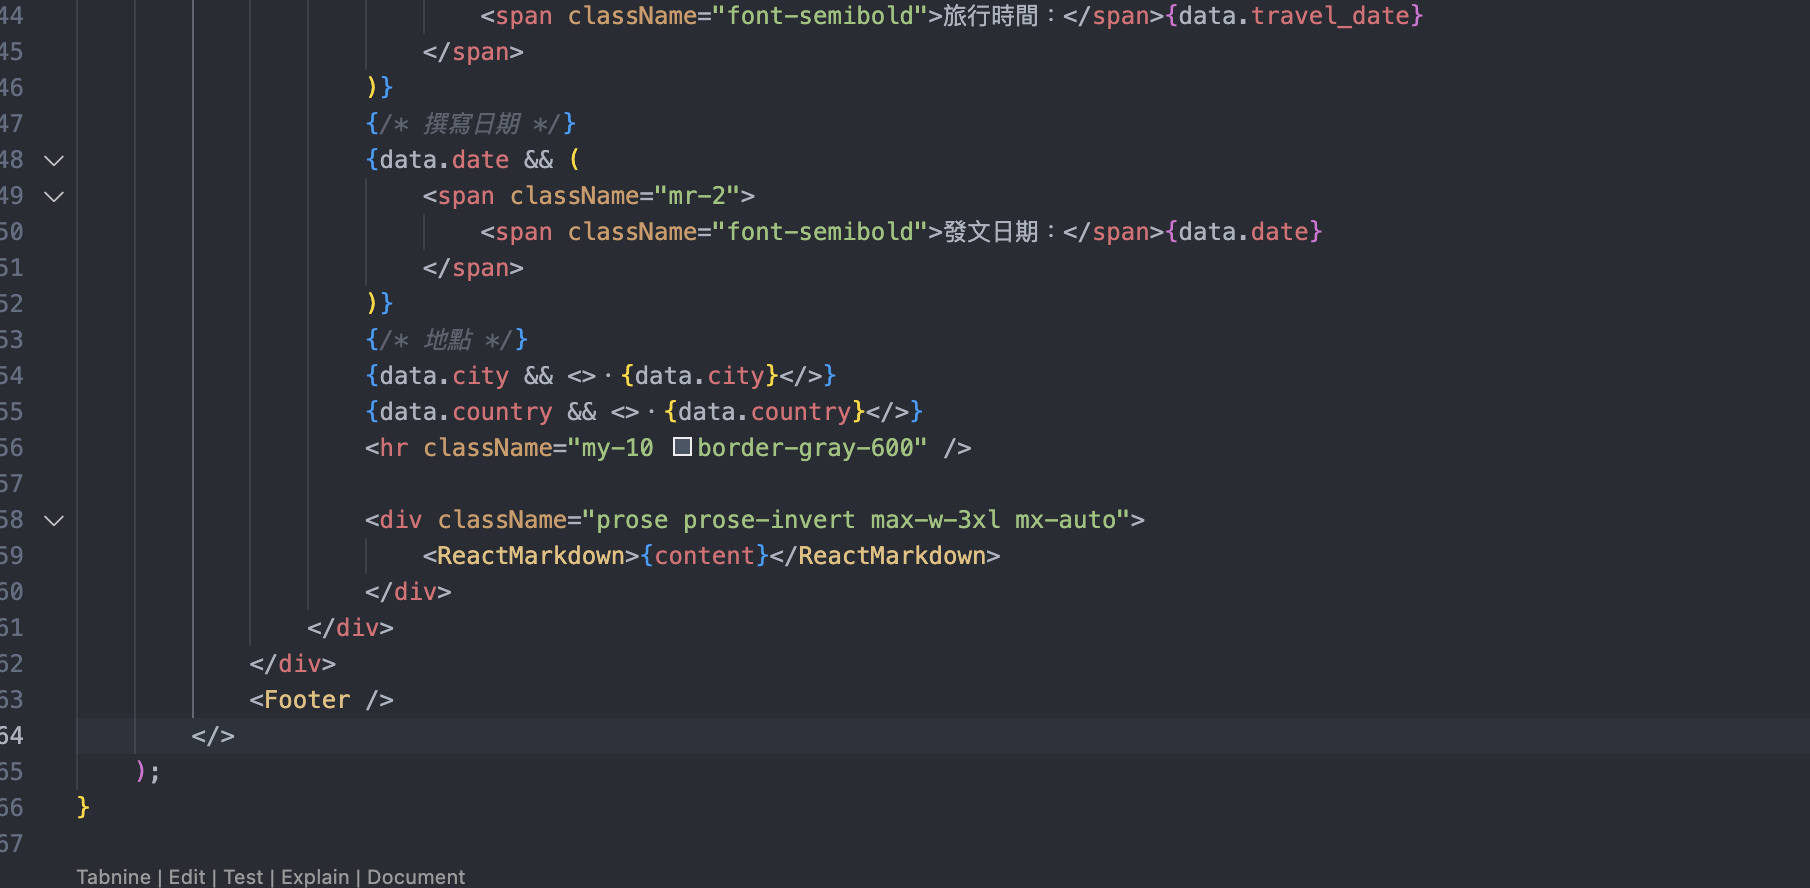 44 <span className="font-semibold">旅行時間：</span>{data.travel_date}
45 </span>
46 )}
47 {/* 撰寫日期 */}
48 {data.date && (
49 <span className="mr-2">
50 <span className="font-semibold">發文日期：</span>{data.date}
51 </span>
52 )}
53 {/* 地點 */}
54 {data.city && <>·{data.city}</>}
55 {data.country && <>·{data.country}</>}
56 <hr className="my-10 border-gray-600" />
57
58 <div className="prose prose-invert max-w-3xl mx-auto">
59 <ReactMarkdown>{content}</ReactMarkdown>
60 </div>
61 </div>
62 </div>
63 <Footer />
64 </>
65 );
66 }
67
Tabnine | Edit | Test | Explain | Document